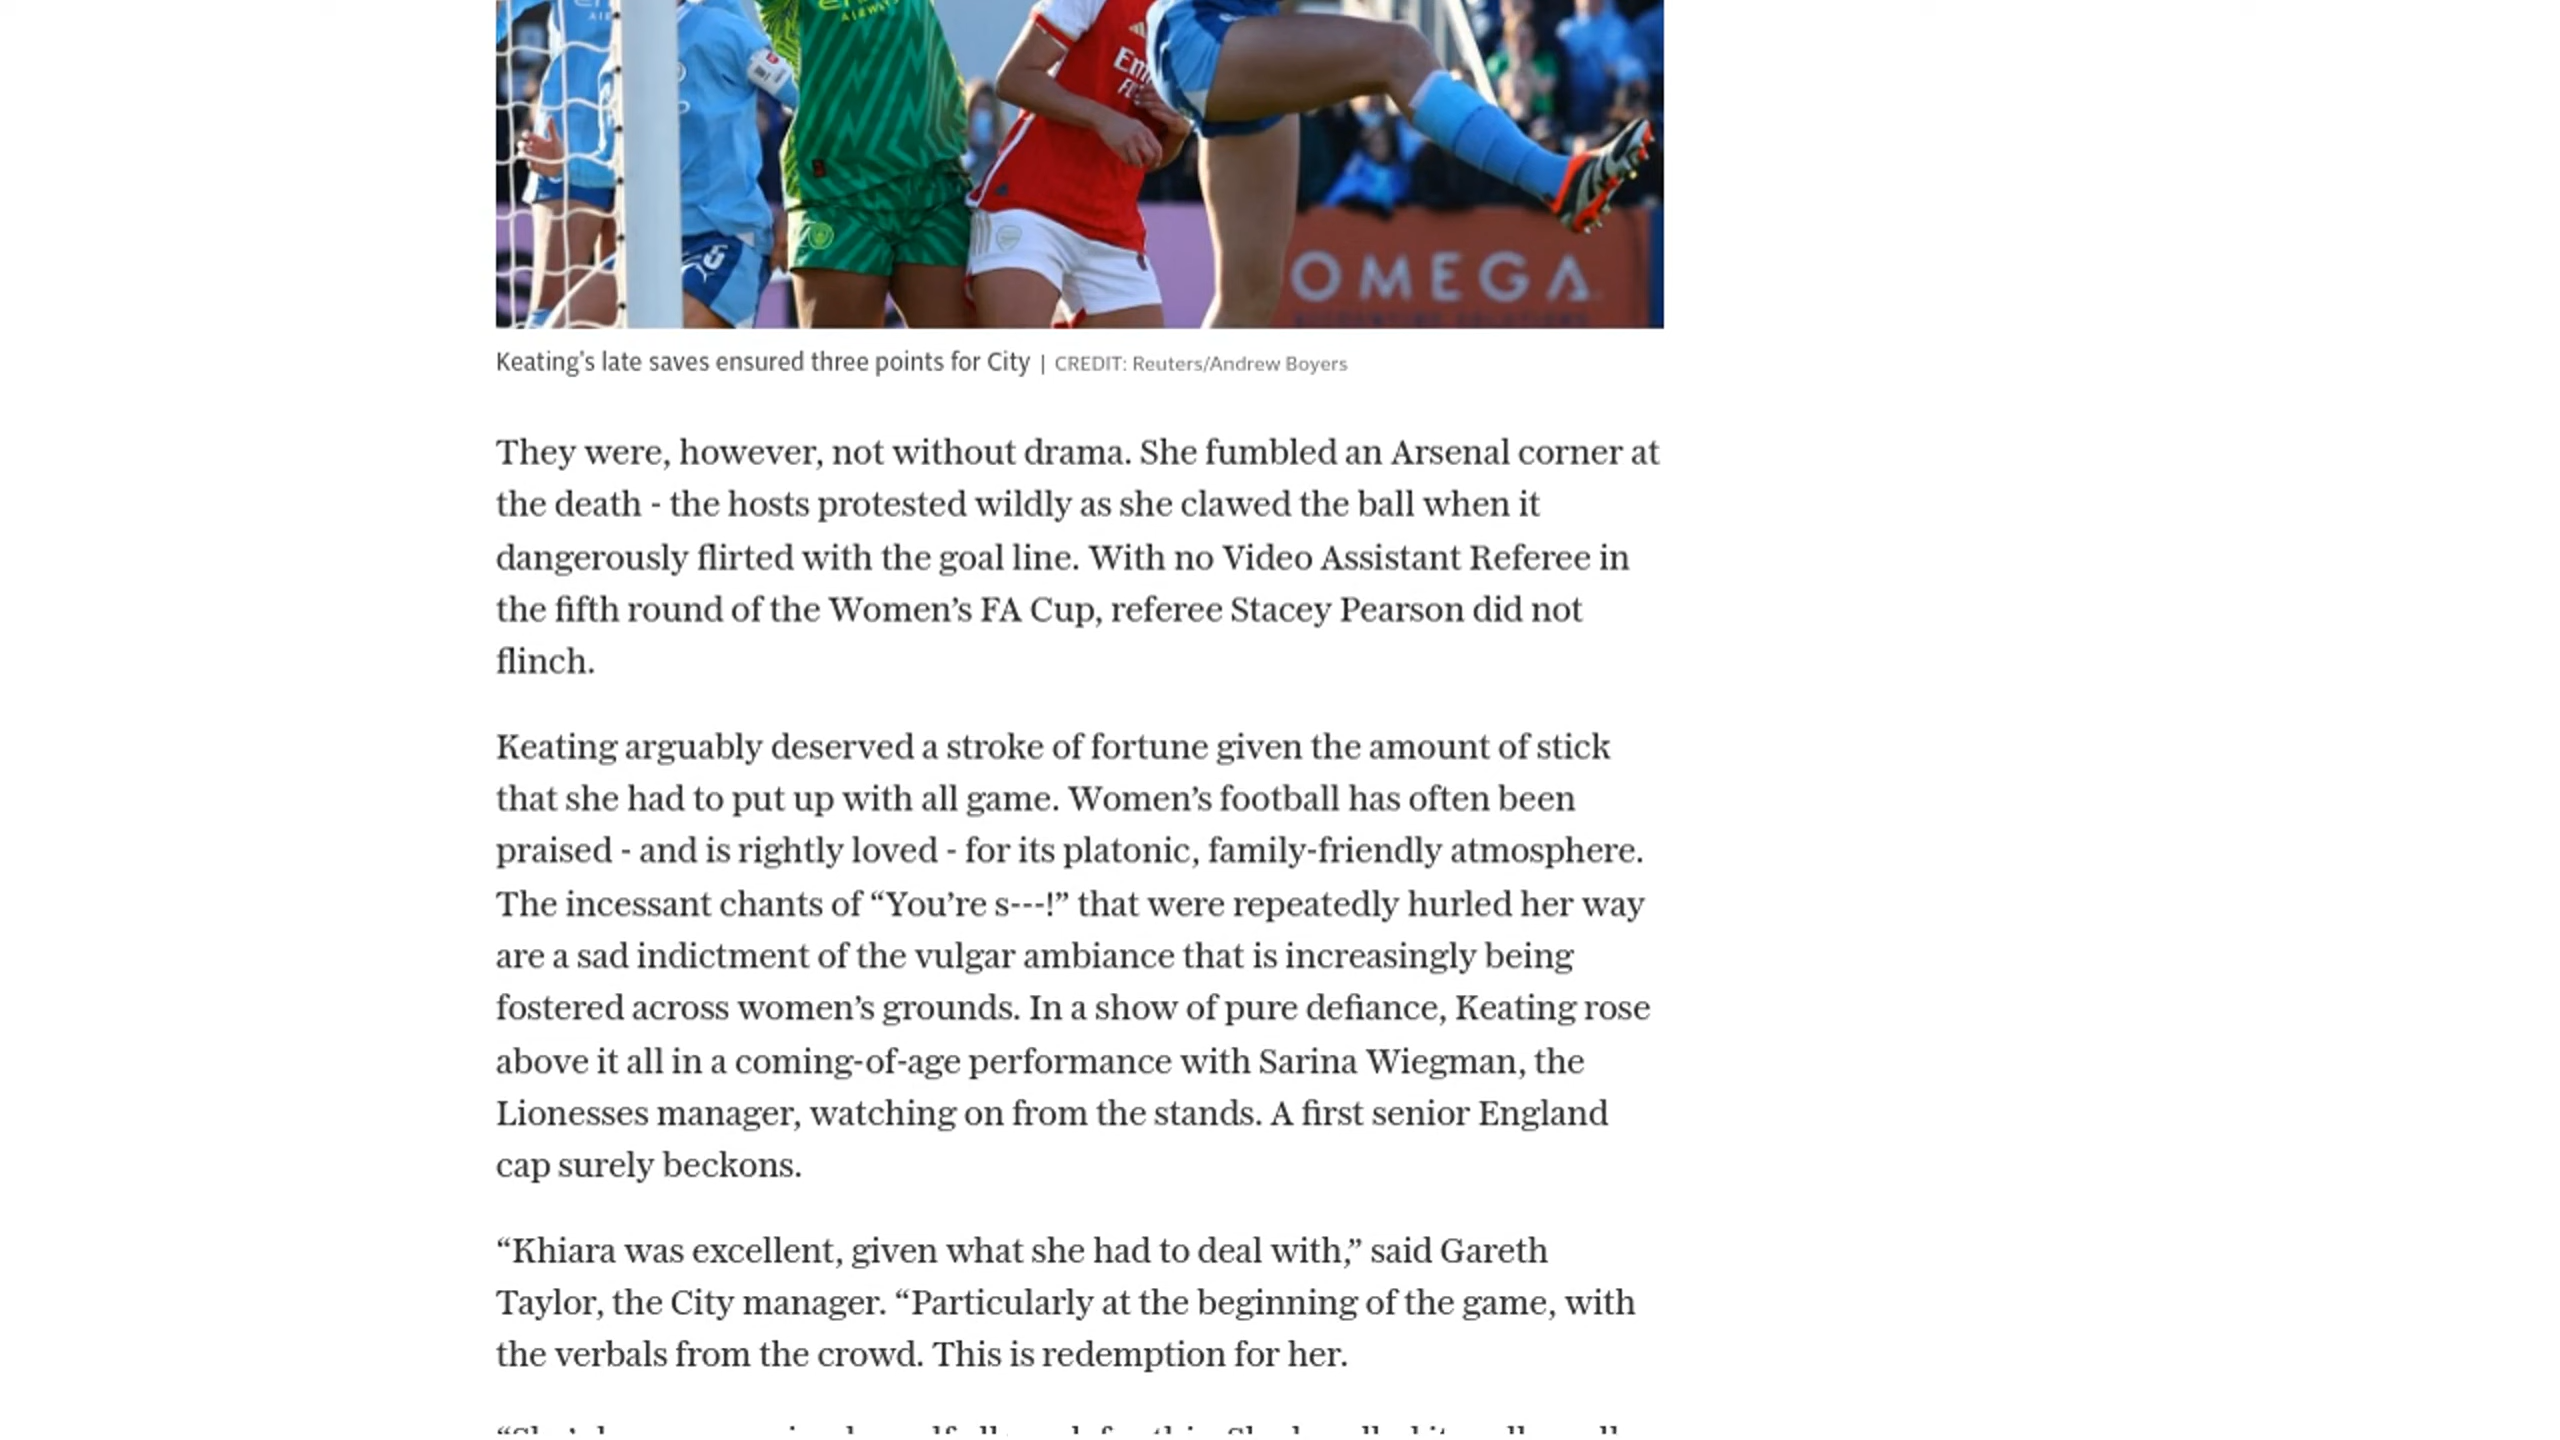 AIRWAYS
Em
5
OMEGA
Keating's late saves ensured three points for City | CREDIT: Reuters/Andrew Boyers
They were, however, not without drama. She fumbled an Arsenal corner at
the death - the hosts protested wildly as she clawed the ball when it
dangerously flirted with the goal line. With no Video Assistant Referee in
the fifth round of the Women’s FA Cup, referee Stacey Pearson did not
flinch.
Keating arguably deserved a stroke of fortune given the amount of stick
that she had to put up with all game. Women’s football has often been
praised - and is rightly loved - for its platonic, family-friendly atmosphere.
The incessant chants of “You’re s---!” that were repeatedly hurled her way
are a sad indictment of the vulgar ambiance that is increasingly being
fostered across women’s grounds. In a show of pure defiance, Keating rose
above it all in a coming-of-age performance with Sarina Wiegman, the
Lionesses manager, watching on from the stands. A first senior England
cap surely beckons.
“Khiara was excellent, given what she had to deal with,” said Gareth
Taylor, the City manager. “Particularly at the beginning of the game, with
the verbals from the crowd. This is redemption for her.